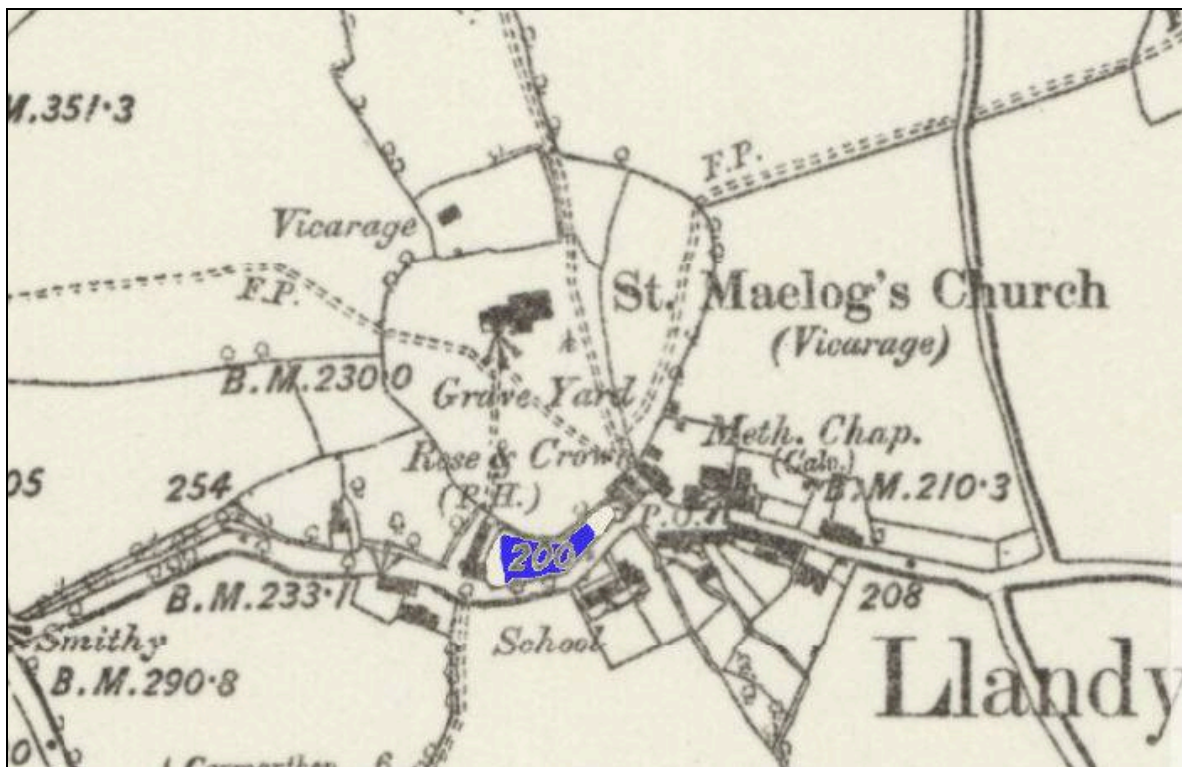 M.351·3
F.P.
Vicarage
F.P.
St. Maelog's Church
(Vicarage)
B.M.230·0
Grave Yard
Meth. Chap.
(Calv.)
Rose & Crown
(P.H.)
05
254
B.M.210·3
P.O.
200
B.M.233·1
208
Smithy
School
B.M.290·8
Llandy